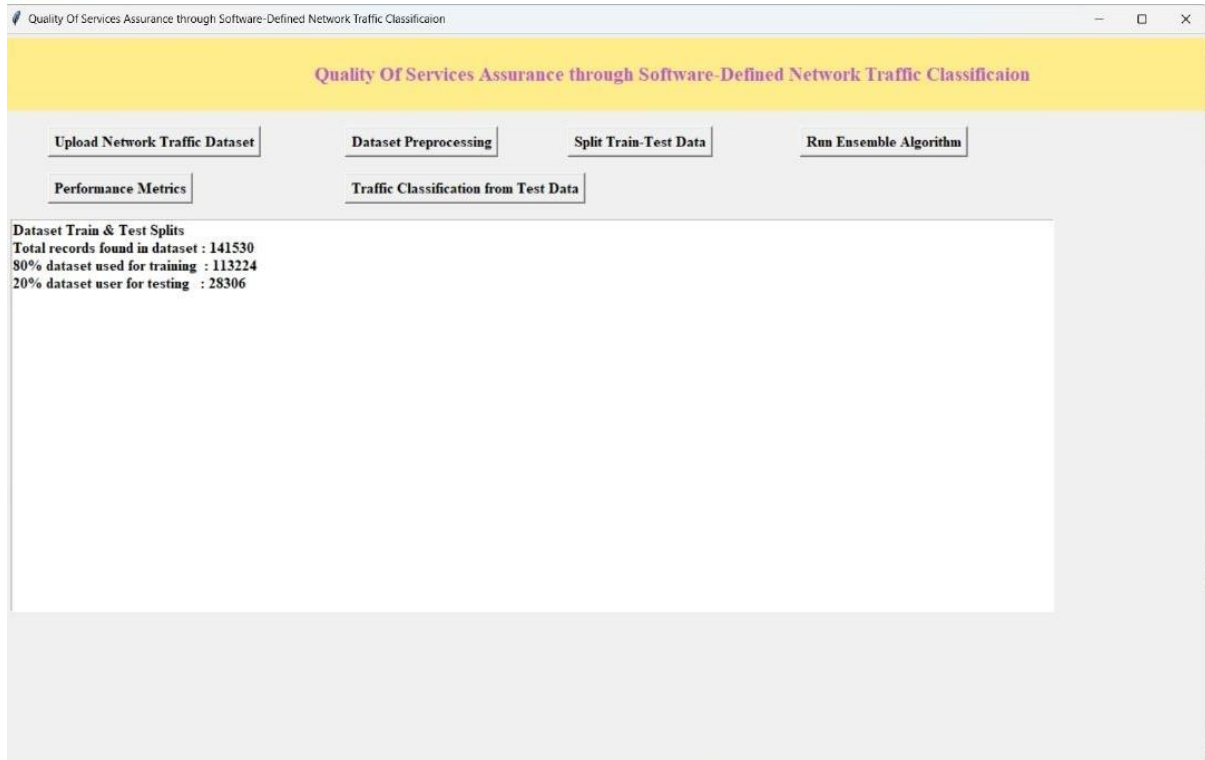 Quality Of Services Assurance through Software-Defined Network Traffic Classificaion
Quality Of Services Assurance through Software-Defined Network Traffic Classificaion
Upload Network Traffic Dataset Dataset Preprocessing Split Train-Test Data Run Ensemble Algorithm
Performance Metrics Traffic Classification from Test Data
Dataset Train & Test Splits
Total records found in dataset : 141530
80% dataset used for training : 113224
20% dataset user for testing : 28306